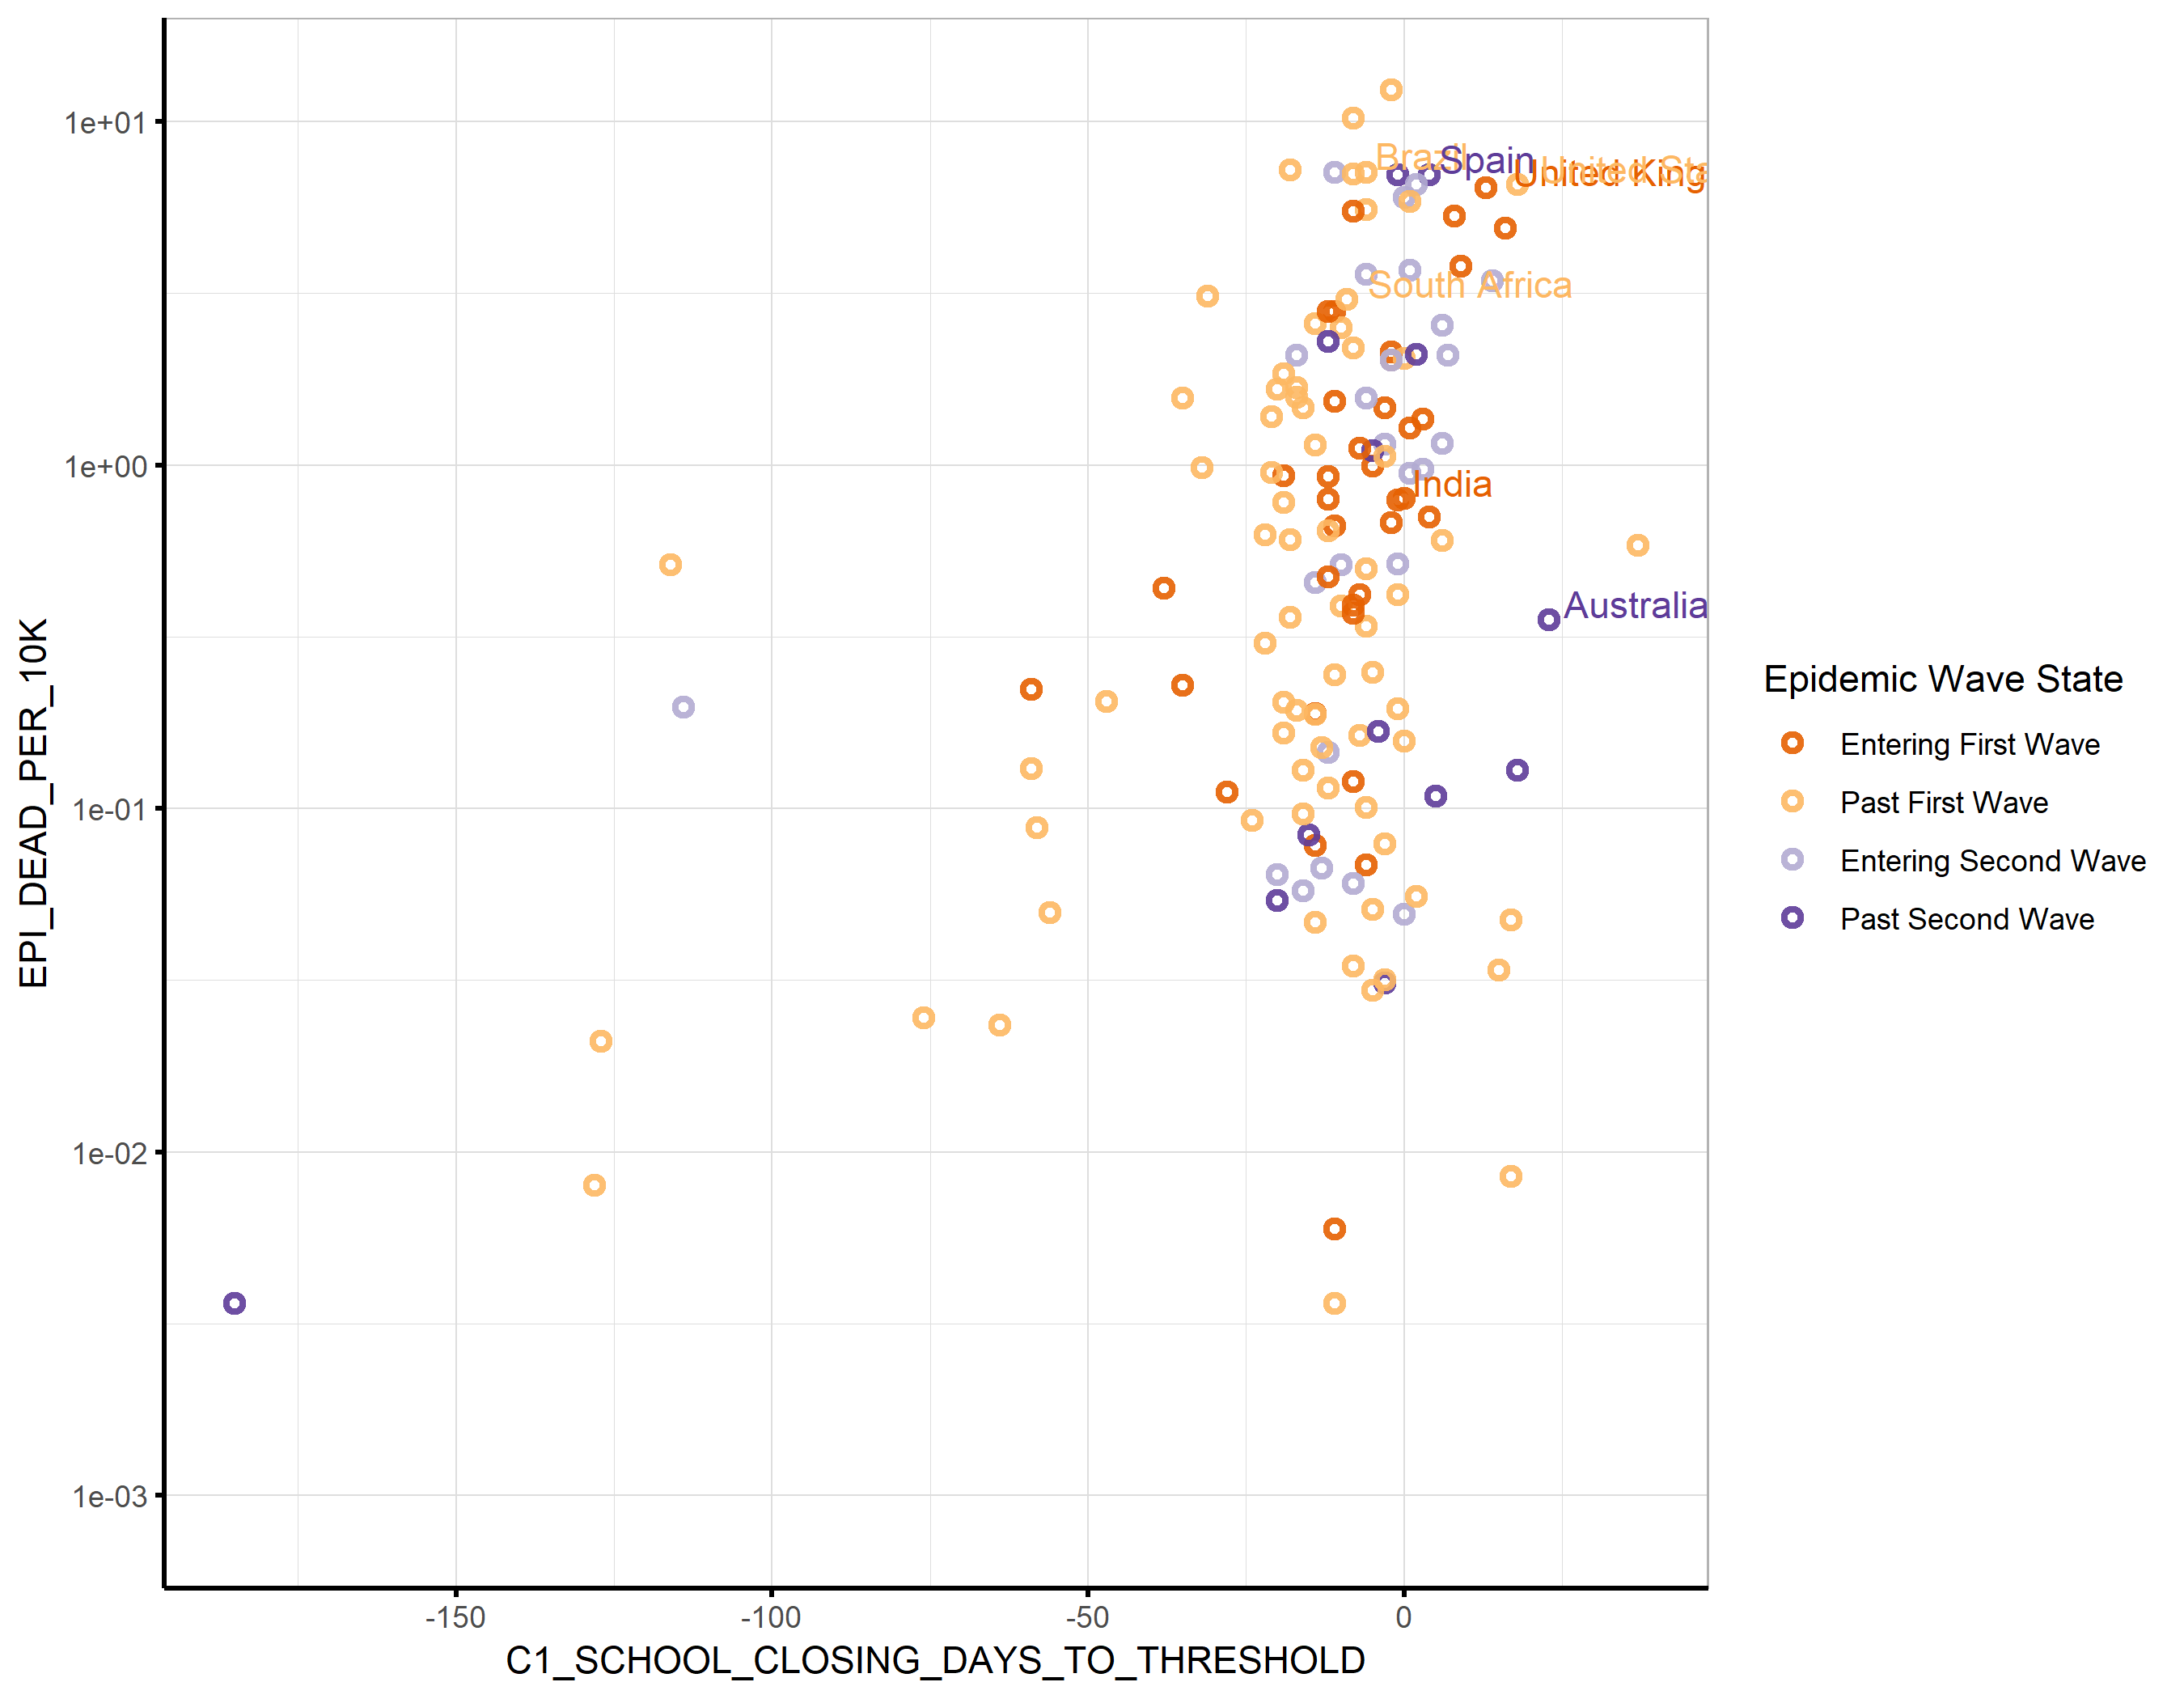 1e+01
1e+00
1e-01
1e-02
1e-03
EPI_DEAD_PER_10K
Brazil
Spain
United King
United Sta
South Africa
India
Australia
-150
-100
-50
0
C1_SCHOOL_CLOSING_DAYS_TO_THRESHOLD
Epidemic Wave State
Entering First Wave
Past First Wave
Entering Second Wave
Past Second Wave